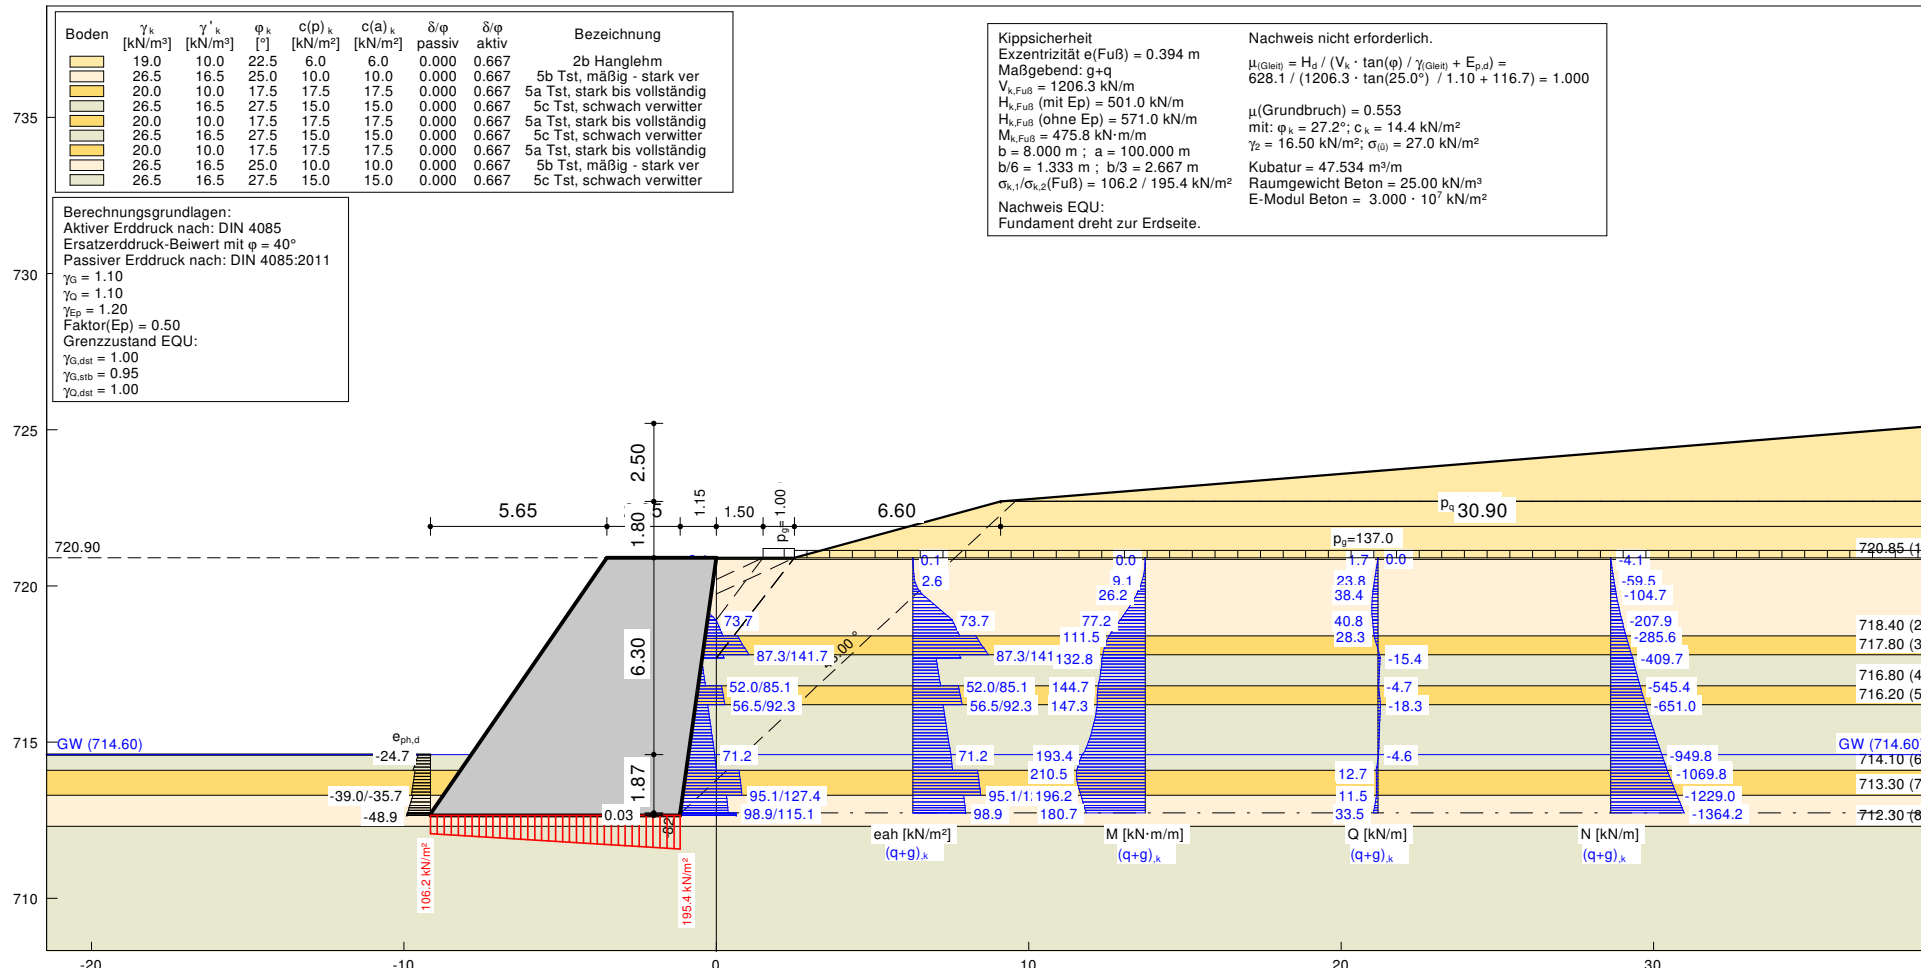 Boden γk [kN/m³] γ'k [kN/m³] φk [°] c(p)k [kN/m²] c(a)k [kN/m²] δ/φ passiv δ/φ aktiv Bezeichnung
19.0 10.0 22.5 6.0 6.0 0.000 0.667 2b Hanglehm
26.5 16.5 25.0 10.0 10.0 0.000 0.667 5b Tst, mäßig - stark ver
20.0 10.0 17.5 17.5 17.5 0.000 0.667 5a Tst, stark bis vollständig
26.5 16.5 27.5 15.0 15.0 0.000 0.667 5c Tst, schwach verwitter
20.0 10.0 17.5 17.5 17.5 0.000 0.667 5a Tst, stark bis vollständig
26.5 16.5 27.5 15.0 15.0 0.000 0.667 5c Tst, schwach verwitter
20.0 10.0 17.5 17.5 17.5 0.000 0.667 5a Tst, stark bis vollständig
26.5 16.5 25.0 10.0 10.0 0.000 0.667 5b Tst, mäßig - stark ver
26.5 16.5 27.5 15.0 15.0 0.000 0.667 5c Tst, schwach verwitter
Berechnungsgrundlagen:
Aktiver Erddruck nach: DIN 4085
Ersatzerddruck-Beiwert mit φ = 40°
Passiver Erddruck nach: DIN 4085:2011
γG = 1.10
γQ = 1.10
γEp = 1.20
Faktor(Ep) = 0.50
Grenzzustand EQU:
γG,dst = 1.00
γG,stb = 0.95
γQ,dst = 1.00
Kippsicherheit
Exzentrizität e(Fuß) = 0.394 m
Maßgebend: g+q
Vk,Fuß = 1206.3 kN/m
Hk,Fuß (mit Ep) = 501.0 kN/m
Hk,Fuß (ohne Ep) = 571.0 kN/m
Mk,Fuß = 475.8 kN·m/m
b = 8.000 m ; a = 100.000 m
b/6 = 1.333 m ; b/3 = 2.667 m
σk,1/σk,2(Fuß) = 106.2 / 195.4 kN/m²
Nachweis EQU:
Fundament dreht zur Erdseite.
Nachweis nicht erforderlich.
μ(Gleit) = Hd / (Vk · tan(φ) / γ(Gleit) + Ep,d) =
628.1 / (1206.3 · tan(25.0°) / 1.10 + 116.7) = 1.000
μ(Grundbruch) = 0.553
mit: φk = 27.2°; ck = 14.4 kN/m²
γ2 = 16.50 kN/m²; σ(ü) = 27.0 kN/m²
Kubatur = 47.534 m³/m
Raumgewicht Beton = 25.00 kN/m³
E-Modul Beton = 3.000 · 10⁷ kN/m²
735
730
725
720
715
710
-20 -10 0 10 20 30
2.50
1.80
6.30
1.87
0.03
5.65
5
1.15
1.50
pg= 1.00
6.60
pq
30.90
720.90
pg=137.0
720.85 (1
718.40 (2
717.80 (3
716.80 (4
716.20 (5
GW (714.60)
GW (714.60)
714.10 (6
713.30 (7
712.30 (8
eph,d
-24.7
-39.0/-35.7
-48.9
73.7
87.3/141.7
52.0/85.1
56.5/92.3
71.2
95.1/127.4
98.9/115.1
0.1
2.6
73.7
87.3/141
52.0/85.1
56.5/92.3
71.2
98.9
eah [kN/m²]
(q+g),k
0.0
9.1
26.2
77.2
111.5
132.8
144.7
147.3
193.4
210.5
196.2
180.7
M [kN·m/m]
(q+g),k
1.7
0.0
23.8
38.4
40.8
28.3
-15.4
-4.7
-18.3
-4.6
12.7
11.5
33.5
Q [kN/m]
(q+g),k
-4.1
-59.5
-104.7
-207.9
-285.6
-409.7
-545.4
-651.0
-949.8
-1069.8
-1229.0
-1364.2
N [kN/m]
(q+g),k
106.2 kN/m²
195.4 kN/m²